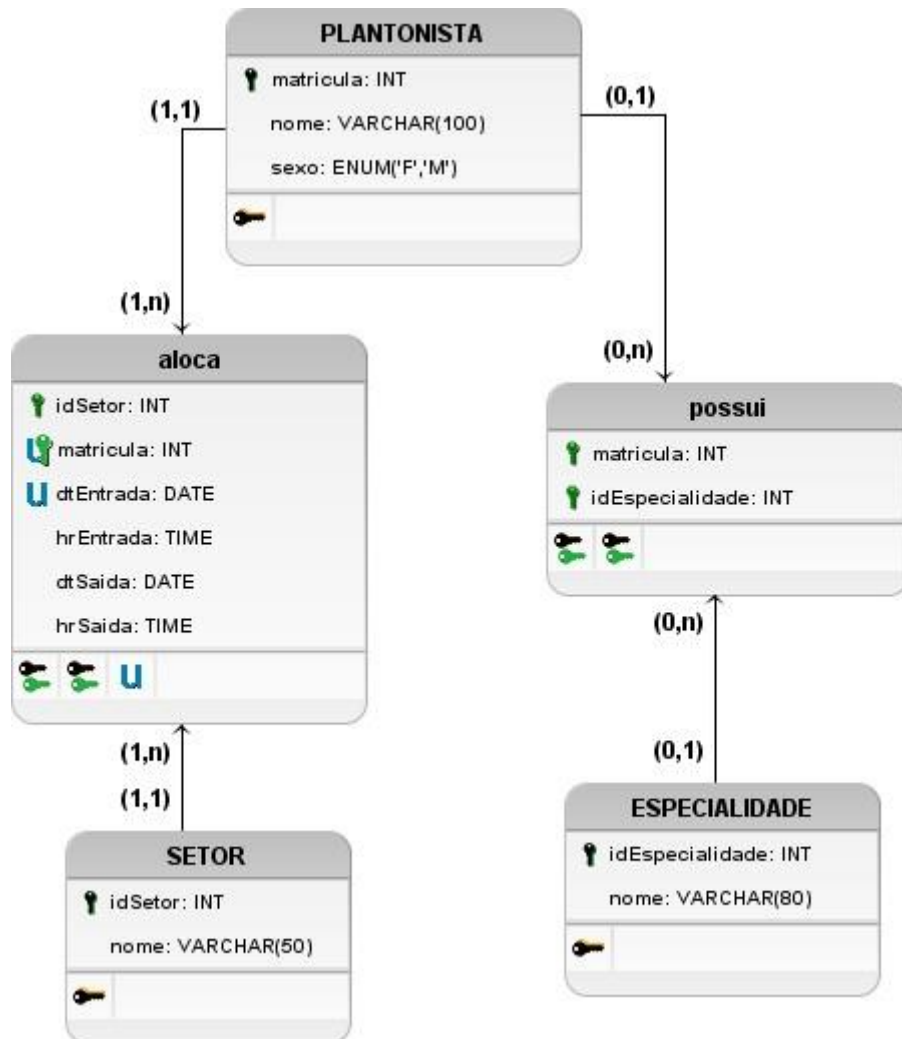 PLANTONISTA
matricula: INT
nome: VARCHAR(100)
sexo: ENUM('F','M')
(1,1)
(0,1)
(1,n)
(0,n)
aloca
idSetor: INT
U matricula: INT
U dtEntrada: DATE
hrEntrada: TIME
dtSaida: DATE
hrSaida: TIME
U
possui
matricula: INT
idEspecialidade: INT
(0,n)
(0,1)
(1,n)
(1,1)
SETOR
idSetor: INT
nome: VARCHAR(50)
ESPECIALIDADE
idEspecialidade: INT
nome: VARCHAR(80)